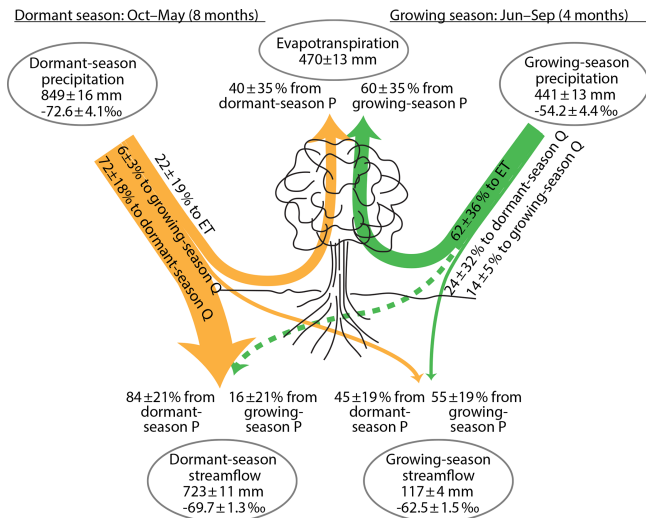 Dormant season: Oct–May (8 months)
Growing season: Jun–Sep (4 months)
Evapotranspiration
470±13 mm
Dormant-season
precipitation
849±16 mm
-72.6±4.1‰
Growing-season
precipitation
441±13 mm
-54.2±4.4‰
40±35% from
dormant-season P
60±35% from
growing-season P
22±19% to ET
6±3% to growing-season Q
72±18% to dormant-season Q
62±36% to ET
24±32% to dormant-season Q
14±5% to growing-season Q
84±21% from
dormant-
season P
16±21% from
growing-
season P
45±19% from
dormant-
season P
55±19% from
growing-
season P
Dormant-season
streamflow
723±11 mm
-69.7±1.3‰
Growing-season
streamflow
117±4 mm
-62.5±1.5‰